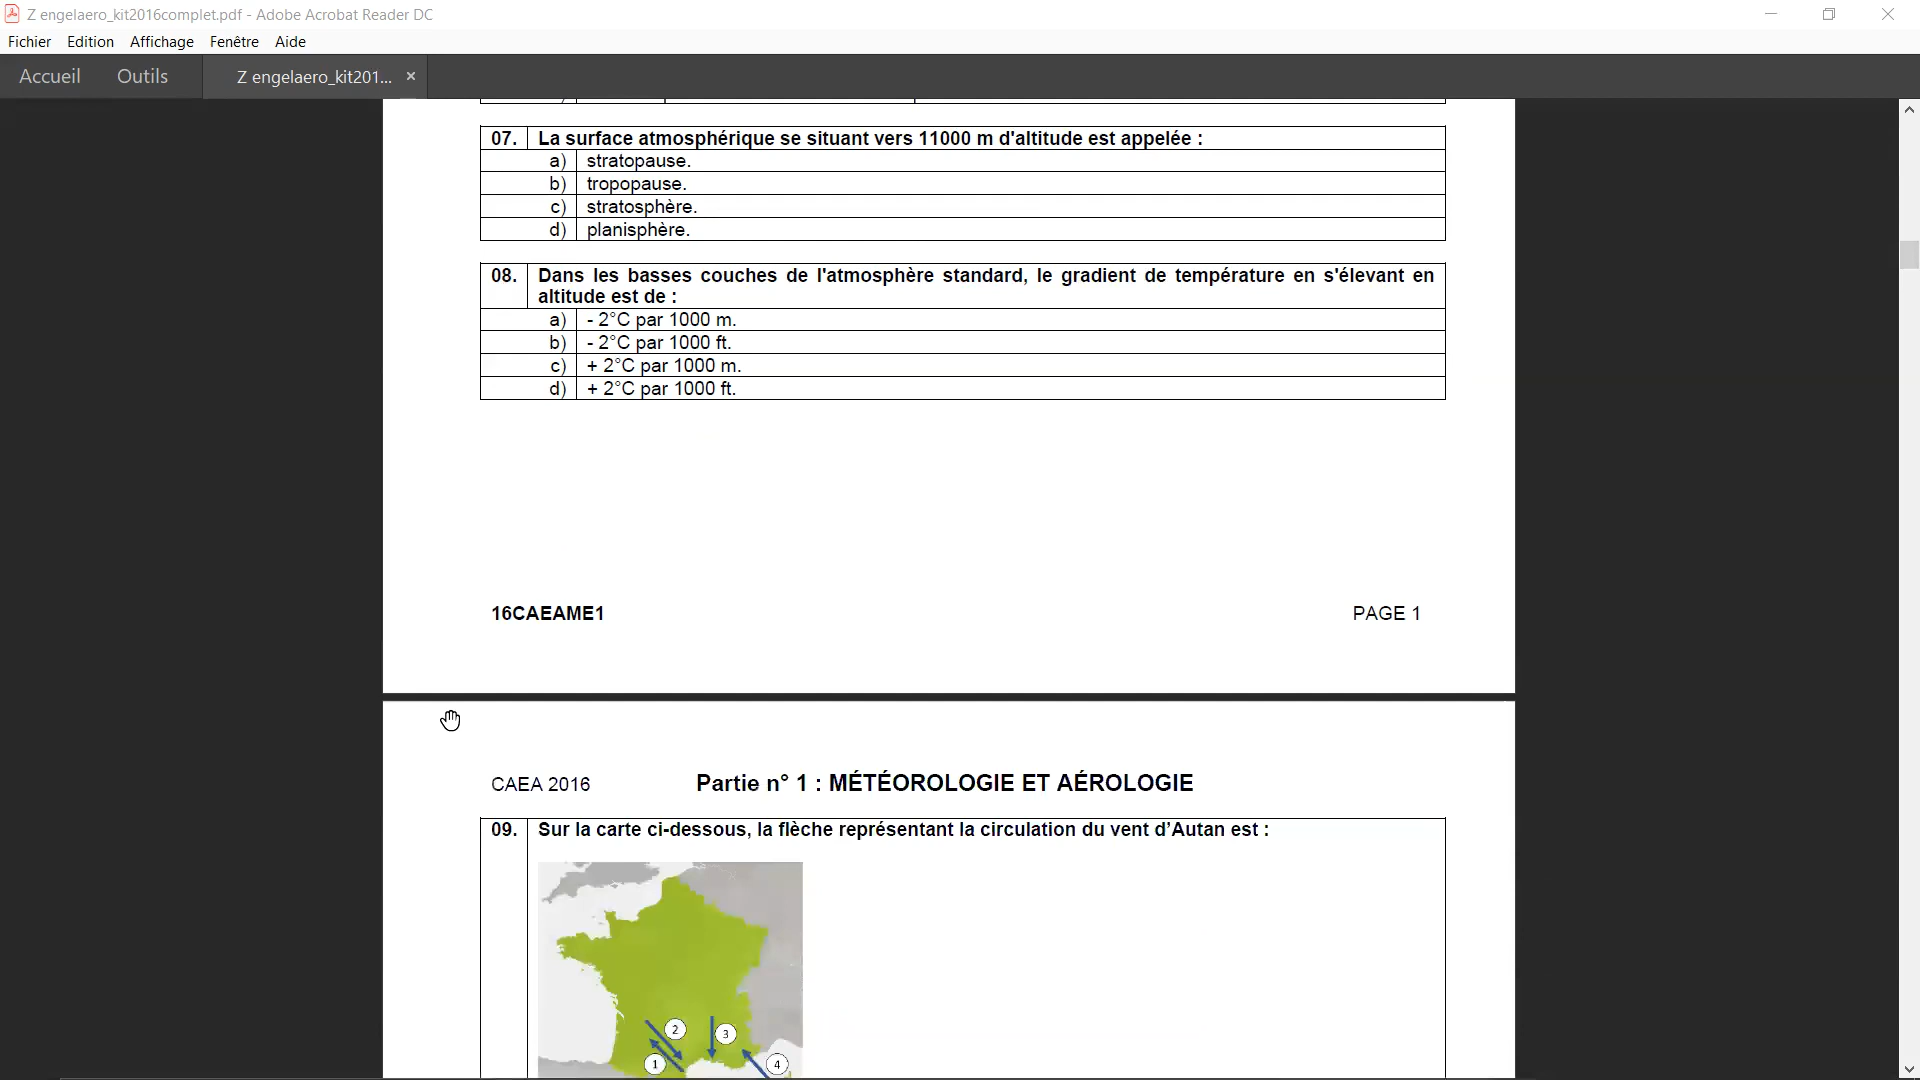 Z engelaero_kit2016complet.pdf - Adobe Acrobat Reader DC
Fichier Edition Affichage Fenêtre Aide
Accueil Outils Z engelaero_kit201... ×
07. La surface atmosphérique se situant vers 11000 m d'altitude est appelée :
a) stratopause.
b) tropopause.
c) stratosphère.
d) planisphère.
08. Dans les basses couches de l'atmosphère standard, le gradient de température en s'élevant en
altitude est de :
a) - 2°C par 1000 m.
b) - 2°C par 1000 ft.
c) + 2°C par 1000 m.
d) + 2°C par 1000 ft.
16CAEAME1 PAGE 1
CAEA 2016 Partie n° 1 : MÉTÉOROLOGIE ET AÉROLOGIE
09. Sur la carte ci-dessous, la flèche représentant la circulation du vent d’Autan est :
2 3
1 4